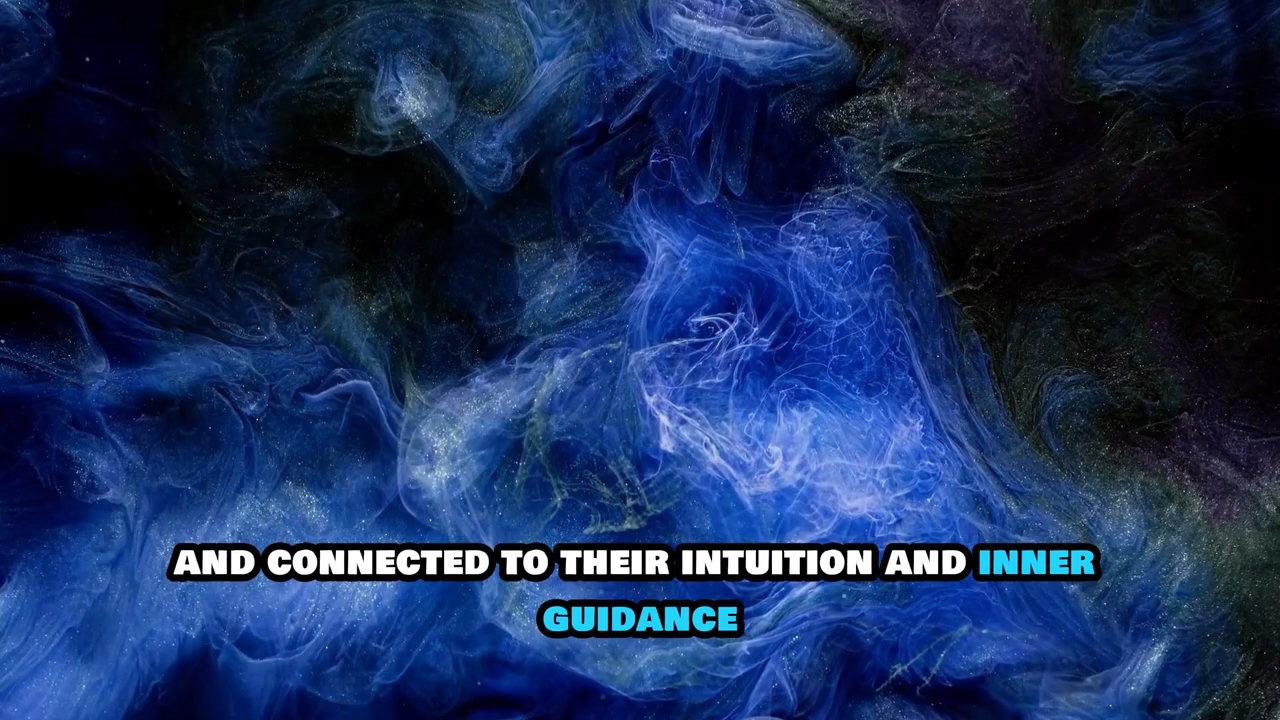 AND CONNECTED TO THEIR INTUITION AND INNER
GUIDANCE